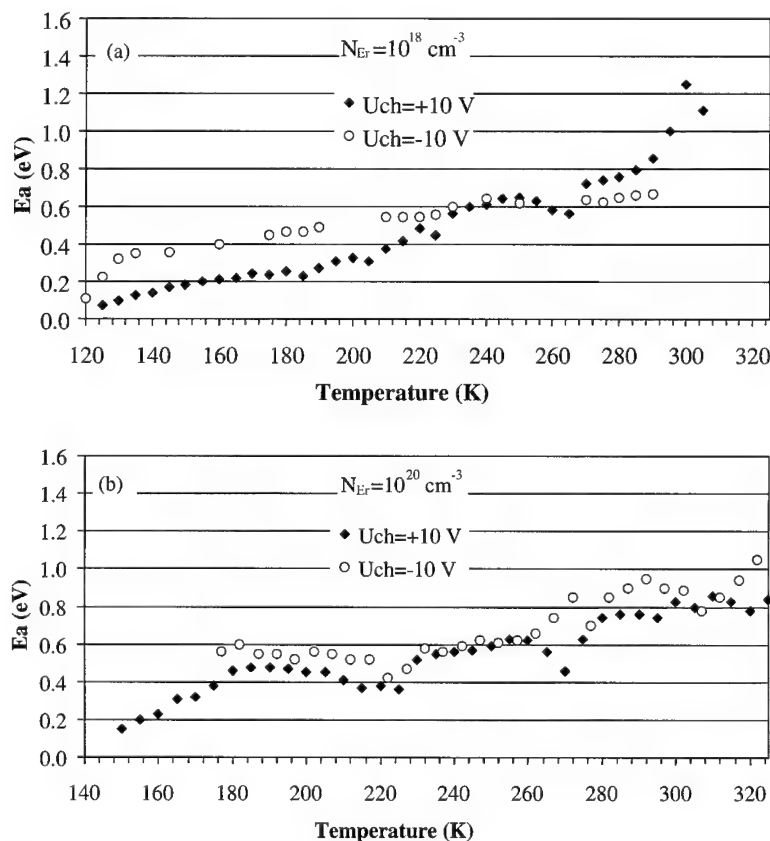 (a)
N_Er=10^18 cm^-3
◆ Uch=+10 V
○ Uch=-10 V
Ea (eV)
1.6
1.4
1.2
1.0
0.8
0.6
0.4
0.2
0.0
120 140 160 180 200 220 240 260 280 300 320
Temperature (K)
(b)
N_Er=10^20 cm^-3
◆ Uch=+10 V
○ Uch=-10 V
Ea (eV)
1.6
1.4
1.2
1.0
0.8
0.6
0.4
0.2
0.0
140 160 180 200 220 240 260 280 300 320
Temperature (K)